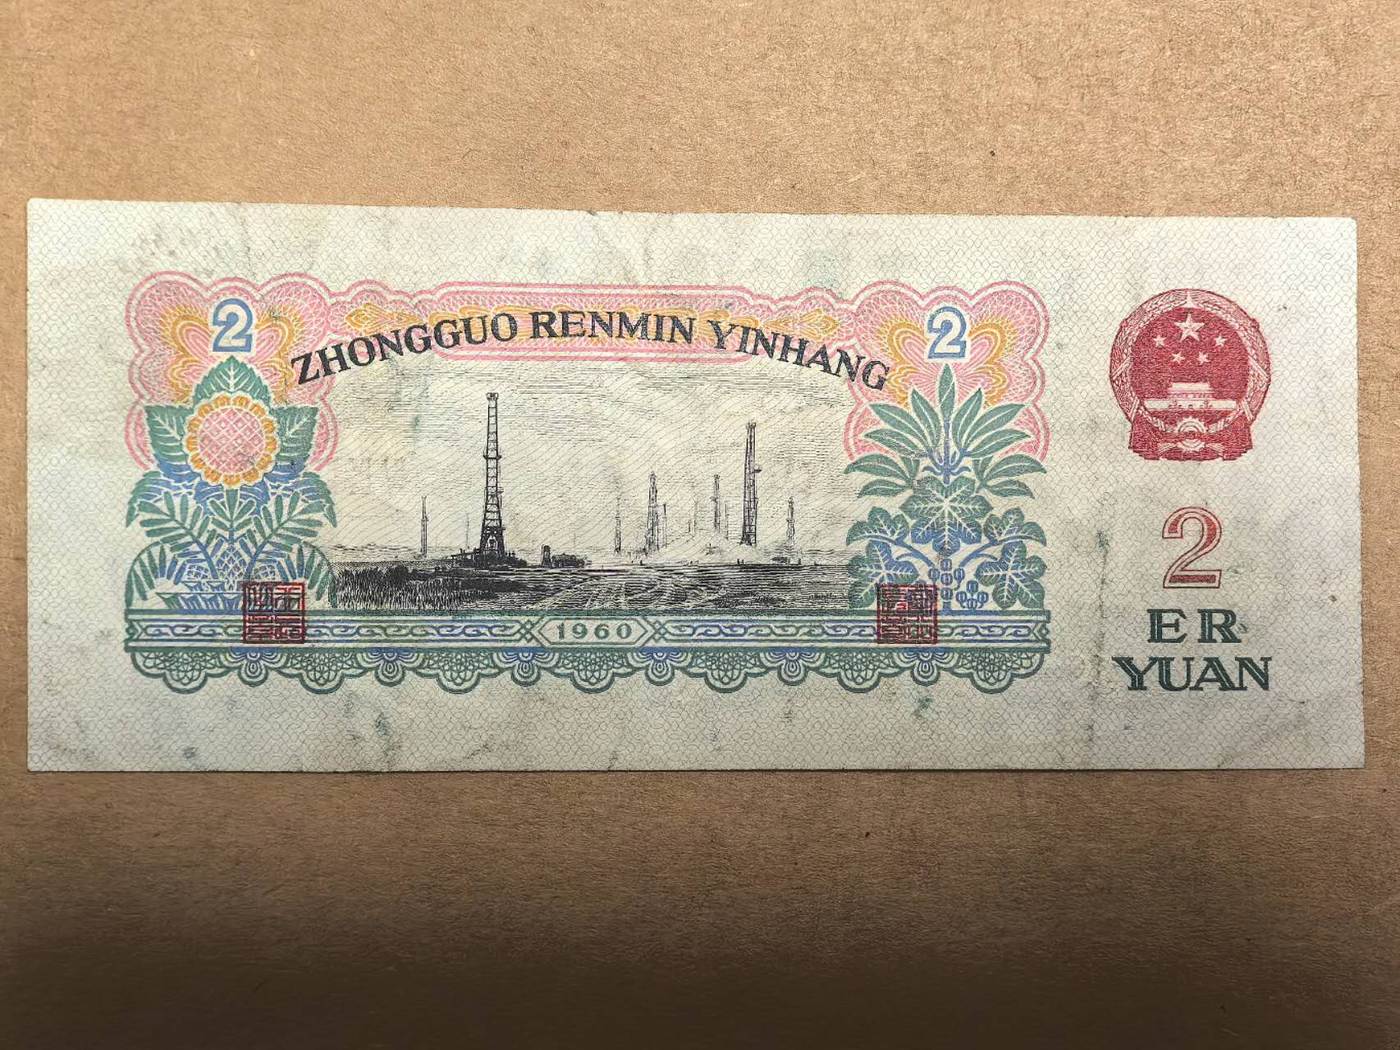 2
2
ZHONGGUO RENMIN YINHANG
1960
2
ER
YUAN